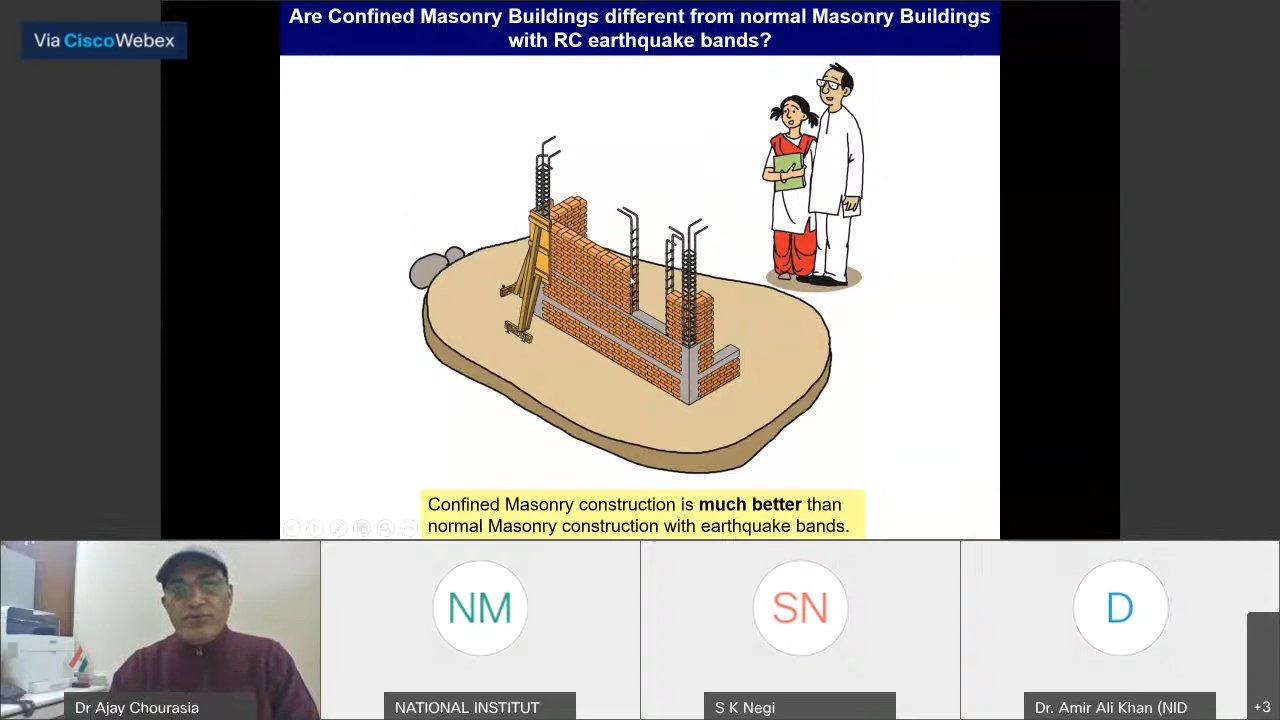 Are Confined Masonry Buildings different from normal Masonry Buildings
with RC earthquake bands?
Via CiscoWebex
Confined Masonry construction is much better than
normal Masonry construction with earthquake bands.
NM
SN
D
Dr Ajay Chourasia
NATIONAL INSTITUT
S K Negi
Dr. Amir Ali Khan (NID
+3